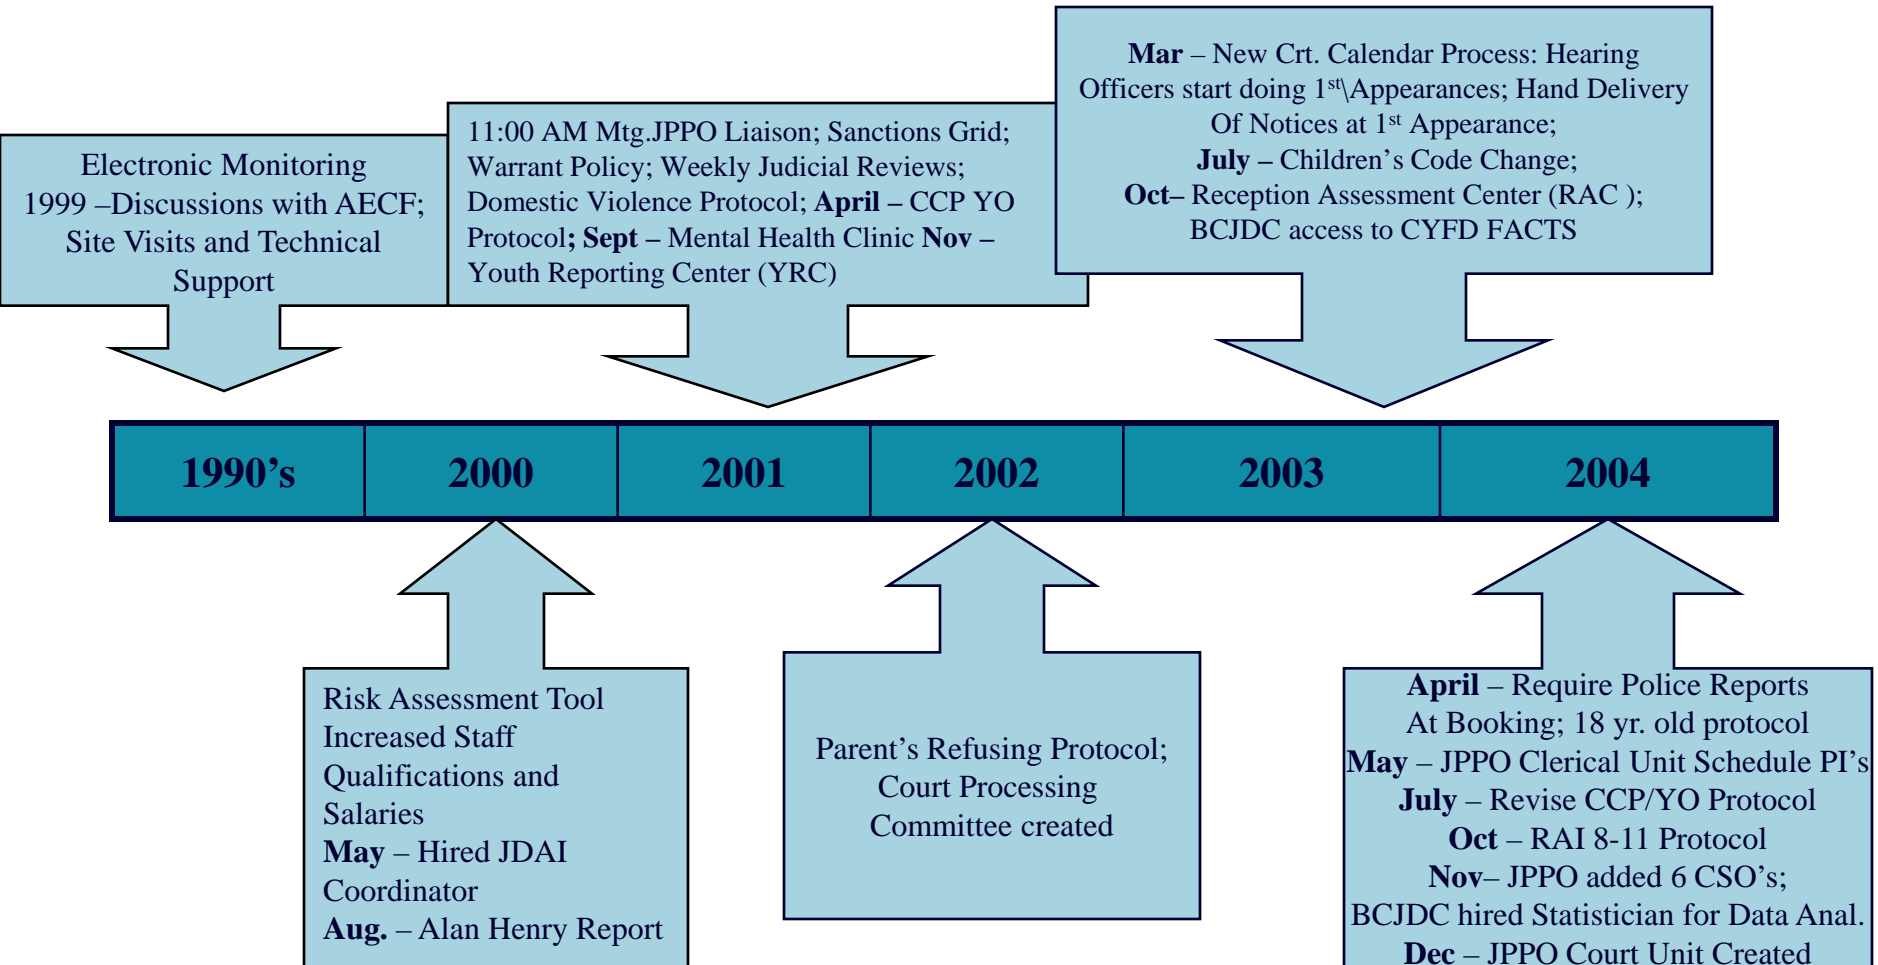 Electronic Monitoring
1999 –Discussions with AECF;
Site Visits and Technical
Support
11:00 AM Mtg.JPPO Liaison; Sanctions Grid;
Warrant Policy; Weekly Judicial Reviews;
Domestic Violence Protocol; April – CCP YO
Protocol; Sept – Mental Health Clinic Nov –
Youth Reporting Center (YRC)
Mar – New Crt. Calendar Process: Hearing
Officers start doing 1st\Appearances; Hand Delivery
Of Notices at 1st Appearance;
July – Children’s Code Change;
Oct– Reception Assessment Center (RAC );
BCJDC access to CYFD FACTS
1990’s 2000 2001 2002 2003 2004
Risk Assessment Tool
Increased Staff
Qualifications and
Salaries
May – Hired JDAI
Coordinator
Aug. – Alan Henry Report
Parent’s Refusing Protocol;
Court Processing
Committee created
April – Require Police Reports
At Booking; 18 yr. old protocol
May – JPPO Clerical Unit Schedule PI’s
July – Revise CCP/YO Protocol
Oct – RAI 8-11 Protocol
Nov– JPPO added 6 CSO’s;
BCJDC hired Statistician for Data Anal.
Dec – JPPO Court Unit Created